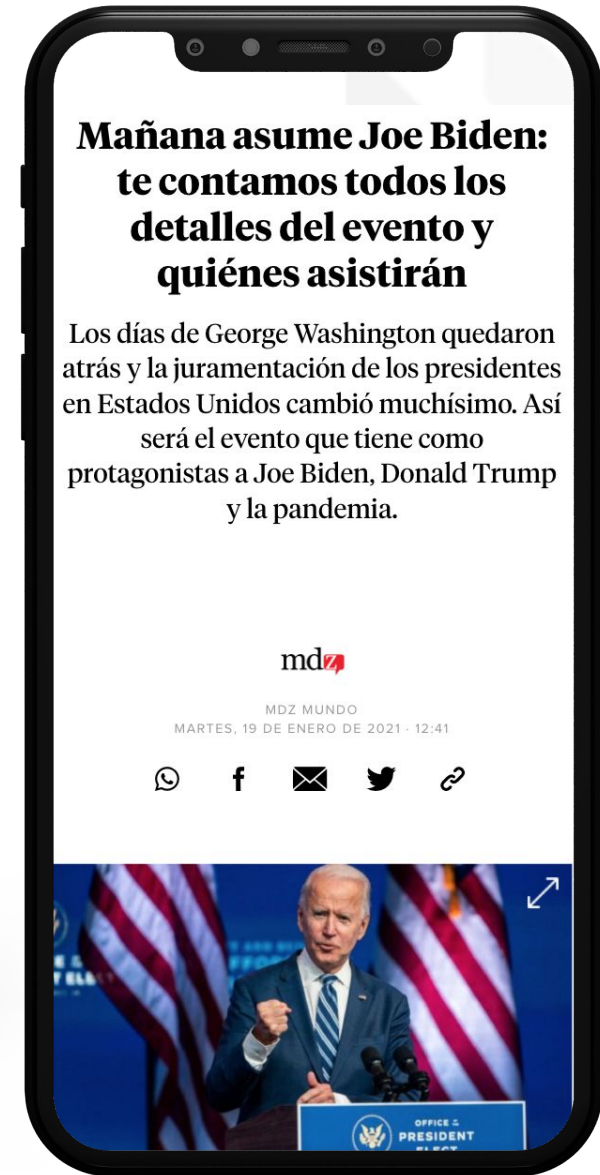 Mañana asume Joe Biden:
te contamos todos los
detalles del evento y
quiénes asistirán
Los días de George Washington quedaron
atrás y la juramentación de los presidentes
en Estados Unidos cambió muchísimo. Así
será el evento que tiene como
protagonistas a Joe Biden, Donald Trump
y la pandemia.
mdz
MDZ MUNDO
MARTES, 19 DE ENERO DE 2021 · 12:41
OFFICE OF THE
PRESIDENT
ELECT